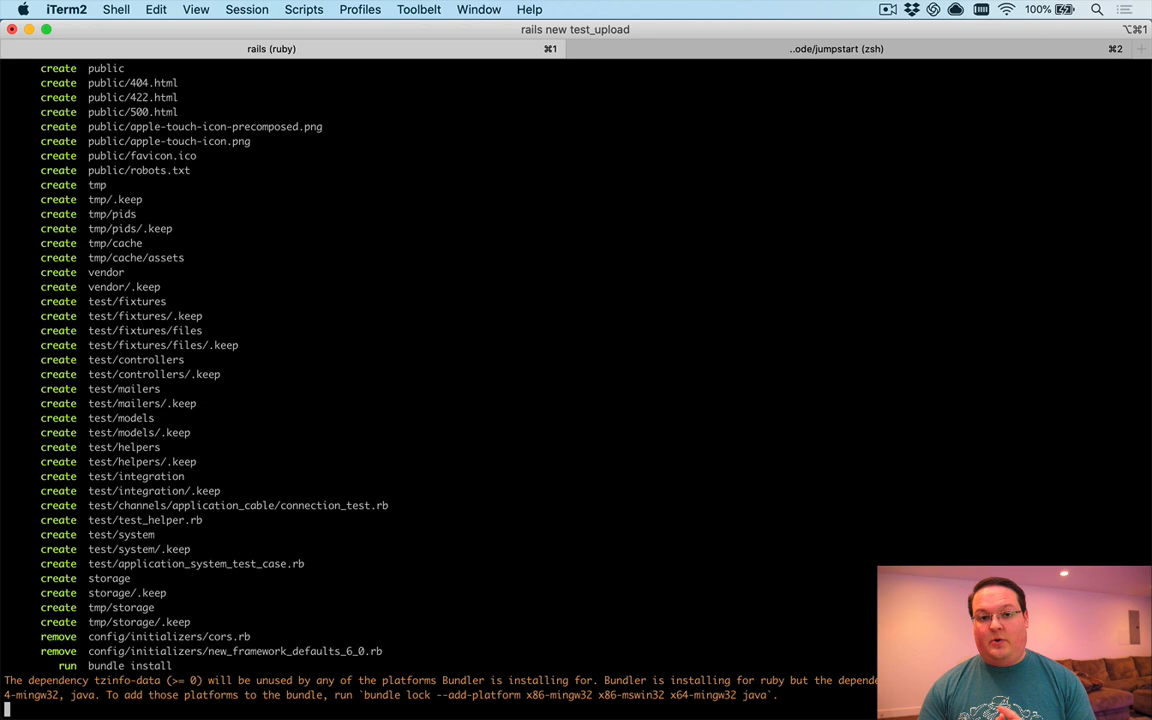 iTerm2 Shell Edit View Session Scripts Profiles Toolbelt Window Help 100%
rails new test_upload ⌥⌘1
rails (ruby) ⌘1 ..ode/jumpstart (zsh) ⌘2
create public
create public/404.html
create public/422.html
create public/500.html
create public/apple-touch-icon-precomposed.png
create public/apple-touch-icon.png
create public/favicon.ico
create public/robots.txt
create tmp
create tmp/.keep
create tmp/pids
create tmp/pids/.keep
create tmp/cache
create tmp/cache/assets
create vendor
create vendor/.keep
create test/fixtures
create test/fixtures/.keep
create test/fixtures/files
create test/fixtures/files/.keep
create test/controllers
create test/controllers/.keep
create test/mailers
create test/mailers/.keep
create test/models
create test/models/.keep
create test/helpers
create test/helpers/.keep
create test/integration
create test/integration/.keep
create test/channels/application_cable/connection_test.rb
create test/test_helper.rb
create test/system
create test/system/.keep
create test/application_system_test_case.rb
create storage
create storage/.keep
create tmp/storage
create tmp/storage/.keep
remove config/initializers/cors.rb
remove config/initializers/new_framework_defaults_6_0.rb
run bundle install
The dependency tzinfo-data (>= 0) will be unused by any of the platforms Bundler is installing for. Bundler is installing for ruby but the depende
4-mingw32, java. To add those platforms to the bundle, run `bundle lock --add-platform x86-mingw32 x86-mswin32 x64-mingw32 java`.